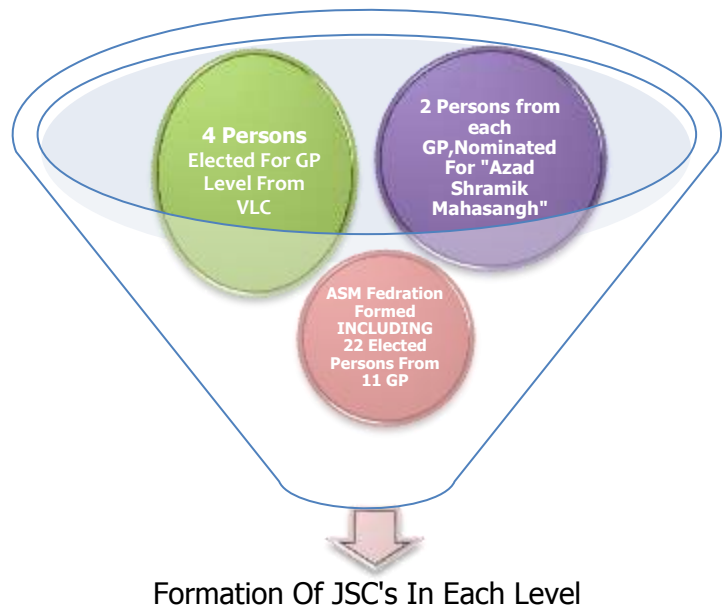 4 Persons
Elected For GP
Level From
VLC
2 Persons from
each
GP,Nominated
For "Azad
Shramik
Mahasangh"
ASM Fedration
Formed
INCLUDING
22 Elected
Persons From
11 GP
Formation Of JSC's In Each Level